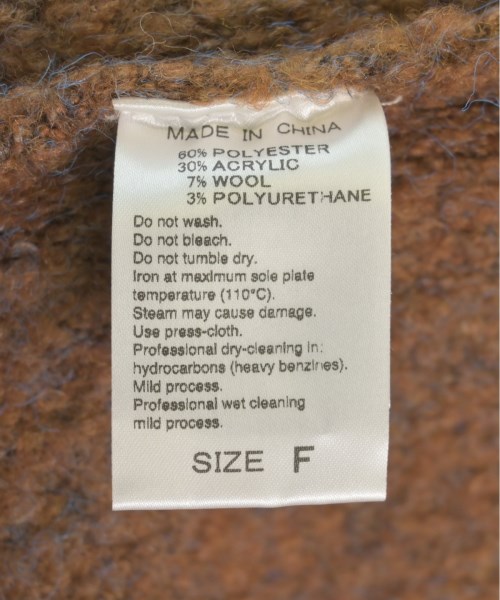 MADE IN CHINA
60% POLYESTER
30% ACRYLIC
7% WOOL
3% POLYURETHANE
Do not wash.
Do not bleach.
Do not tumble dry.
Iron at maximum sole plate
temperature (110°C).
Steam may cause damage.
Use press-cloth.
Professional dry-cleaning in:
hydrocarbons (heavy benzines).
Mild process.
Professional wet cleaning
mild process.
SIZE F